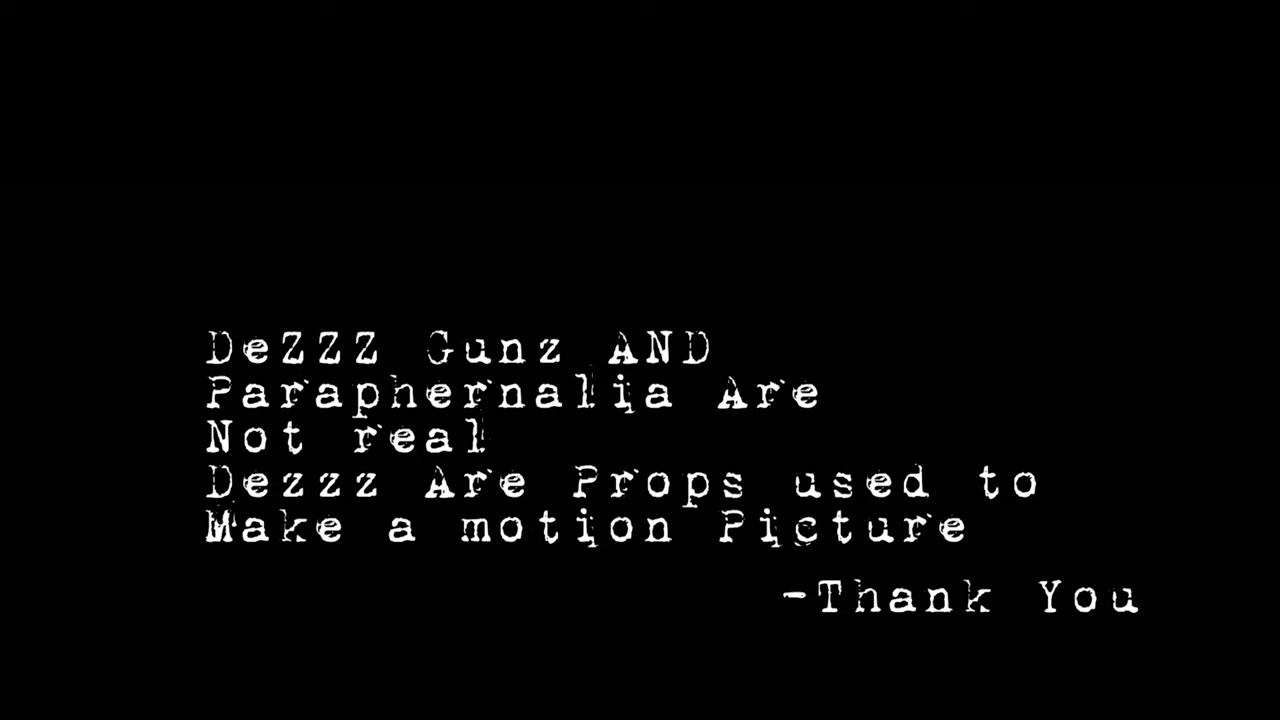 DeZZZ Gunz AND
Paraphernalia Are
Not real
Dezzz Are Props used to
Make a motion Picture
-Thank You